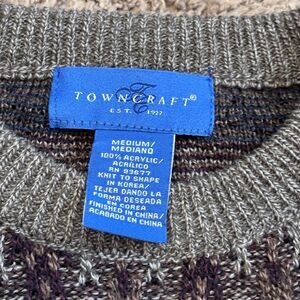 TOWNCRAFT®
EST. 1927
MEDIUM/
MEDIANO
100% ACRYLIC/
ACRÍLICO
RN 93677
KNIT TO SHAPE
IN KOREA/
TEJER DANDO LA
FORMA DESEADA
EN COREA
FINISHED IN CHINA/
ACABADO EN CHINA